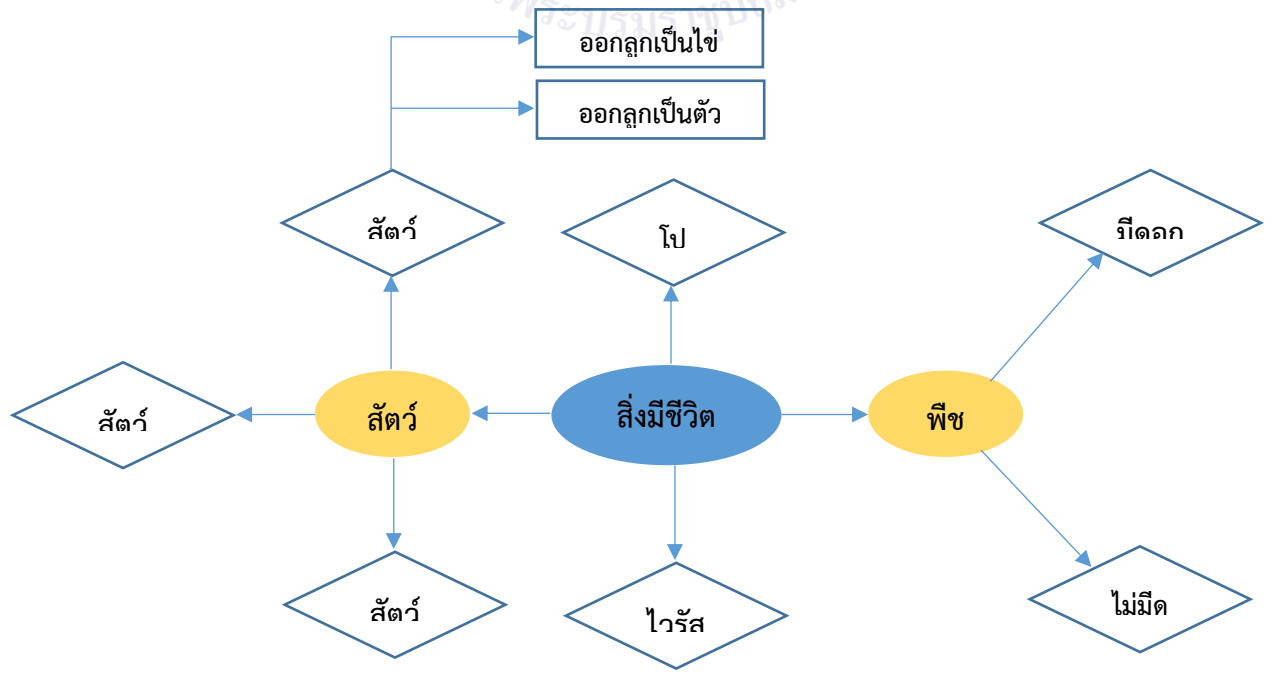 ออกลูกเป็นไข่
ออกลูกเป็นตัว
สัตว์
โป
มีดอก
สัตว์
สัตว์
สิ่งมีชีวิต
พืช
สัตว์
ไวรัส
ไม่มีด